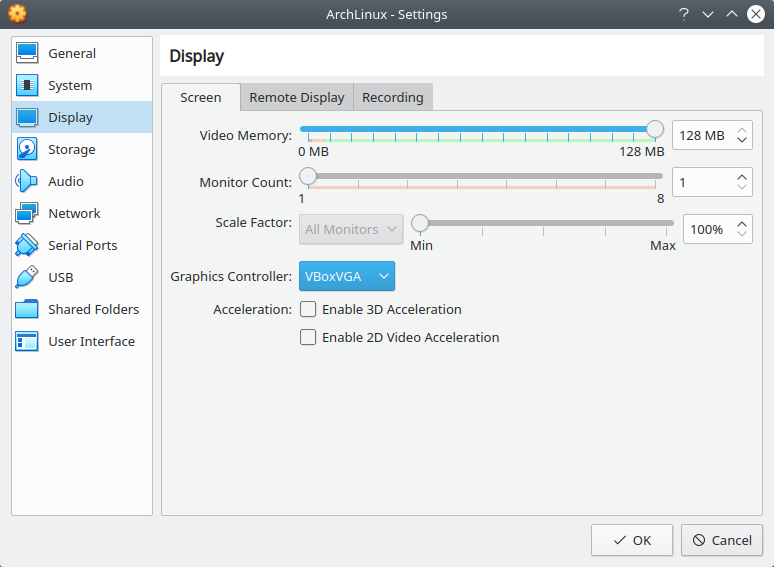 ArchLinux - Settings
General
System
Display
Storage
Audio
Network
Serial Ports
USB
Shared Folders
User Interface
Display
Screen Remote Display Recording
Video Memory: 128 MB
0 MB 128 MB
Monitor Count: 1
1 8
Scale Factor: All Monitors 100%
Min Max
Graphics Controller: VBoxVGA
Acceleration: Enable 3D Acceleration
Enable 2D Video Acceleration
OK Cancel